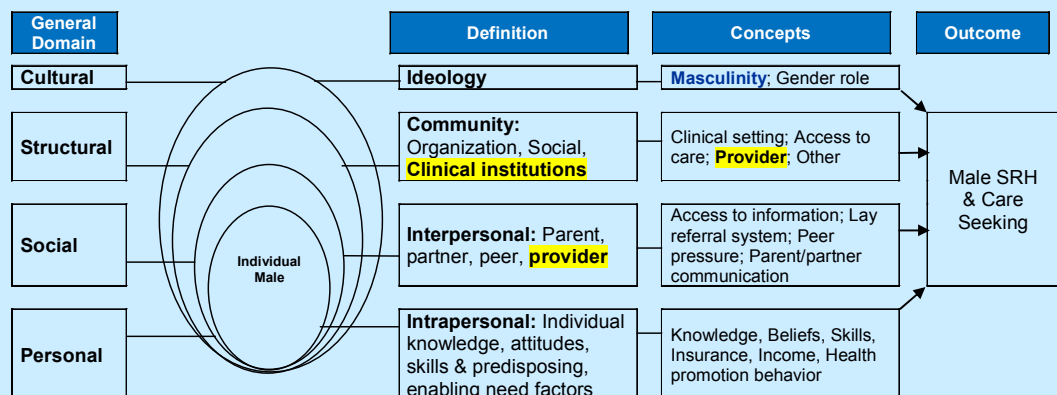 General
Domain
Definition
Concepts
Outcome
Cultural
Ideology
Masculinity; Gender role
Structural
Community:
Organization, Social,
Clinical institutions
Clinical setting; Access to
care; Provider; Other
Male SRH
& Care
Seeking
Social
Individual
Male
Interpersonal: Parent,
partner, peer, provider
Access to information; Lay
referral system; Peer
pressure; Parent/partner
communication
Personal
Intrapersonal: Individual
knowledge, attitudes,
skills & predisposing,
enabling need factors
Knowledge, Beliefs, Skills,
Insurance, Income, Health
promotion behavior